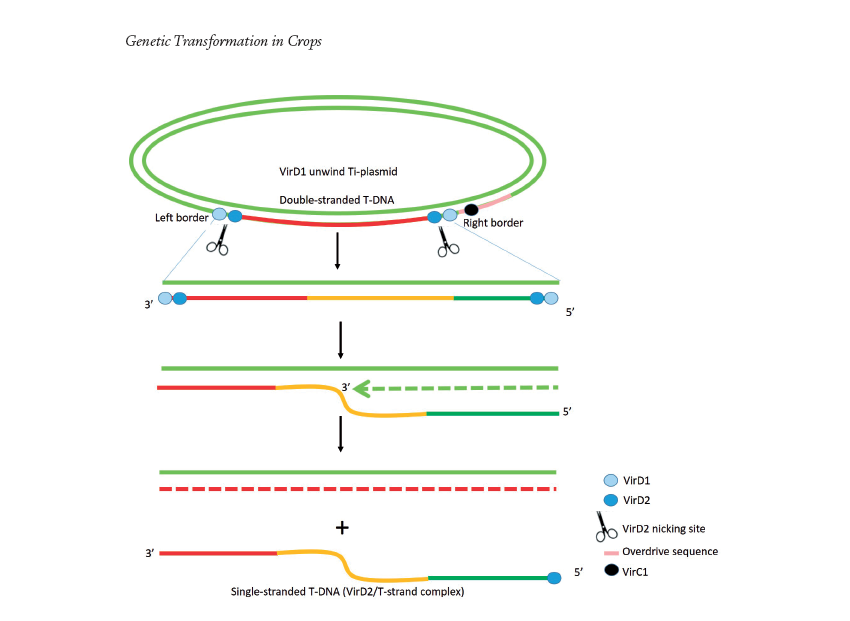 Genetic Transformation in Crops
VirD1 unwind Ti-plasmid
Double-stranded T-DNA
Left border
Right border
3′
5′
3′
5′
+
3′
5′
Single-stranded T-DNA (VirD2/T-strand complex)
VirD1
VirD2
VirD2 nicking site
Overdrive sequence
VirC1